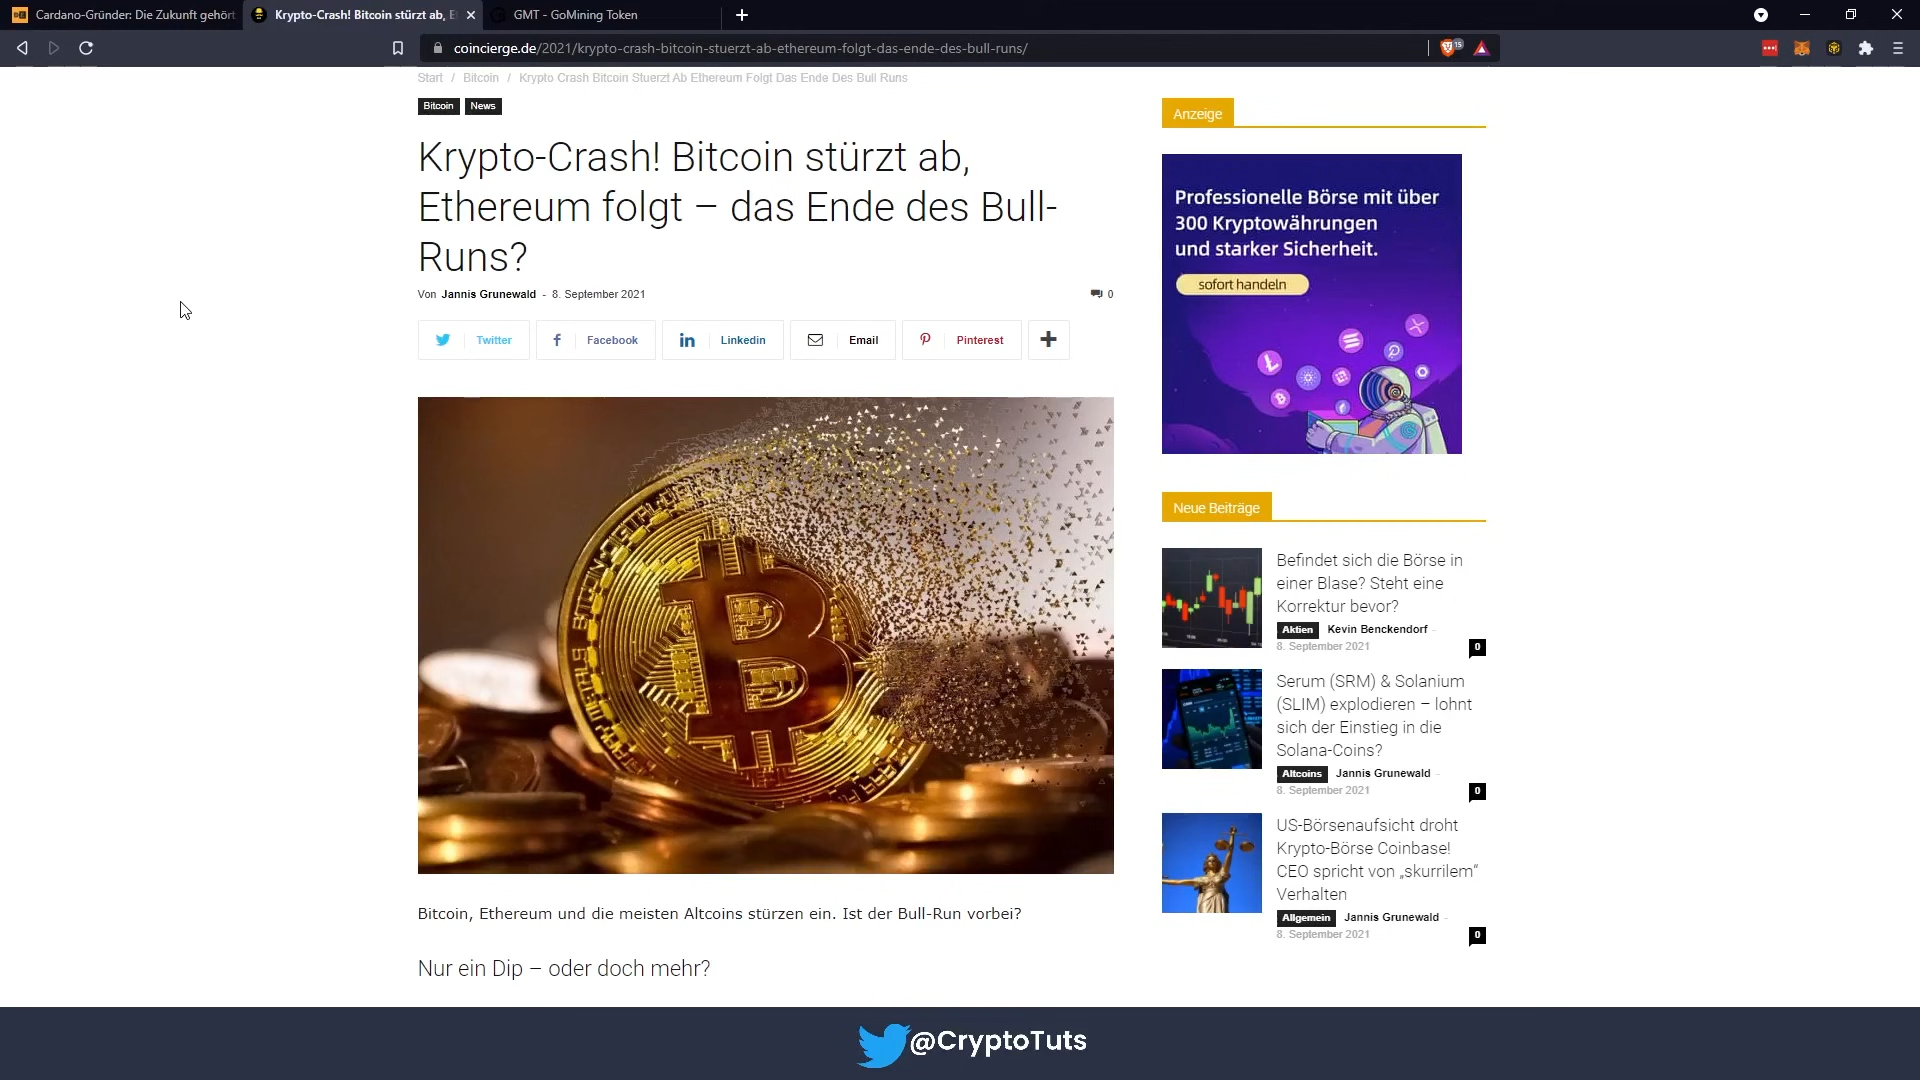 Cardano-Gründer: Die Zukunft gehört
Krypto-Crash! Bitcoin stürzt ab, E
GMT - GoMining Token
coincierge.de/2021/krypto-crash-bitcoin-stuerzt-ab-ethereum-folgt-das-ende-des-bull-runs/
15
Start / Bitcoin / Krypto Crash Bitcoin Stuerzt Ab Ethereum Folgt Das Ende Des Bull Runs
Bitcoin News
Krypto-Crash! Bitcoin stürzt ab,
Ethereum folgt – das Ende des Bull-
Runs?
Von Jannis Grunewald - 8. September 2021
0
Twitter
Facebook
Linkedin
Email
Pinterest
Bitcoin, Ethereum und die meisten Altcoins stürzen ein. Ist der Bull-Run vorbei?
Nur ein Dip – oder doch mehr?
Anzeige
Professionelle Börse mit über
300 Kryptowährungen
und starker Sicherheit.
sofort handeln
Neue Beiträge
Befindet sich die Börse in
einer Blase? Steht eine
Korrektur bevor?
Aktien Kevin Benckendorf -
8. September 2021
0
Serum (SRM) & Solanium
(SLIM) explodieren – lohnt
sich der Einstieg in die
Solana-Coins?
Altcoins Jannis Grunewald -
8. September 2021
0
US-Börsenaufsicht droht
Krypto-Börse Coinbase!
CEO spricht von „skurrilem“
Verhalten
Allgemein Jannis Grunewald -
8. September 2021
0
@CryptoTuts